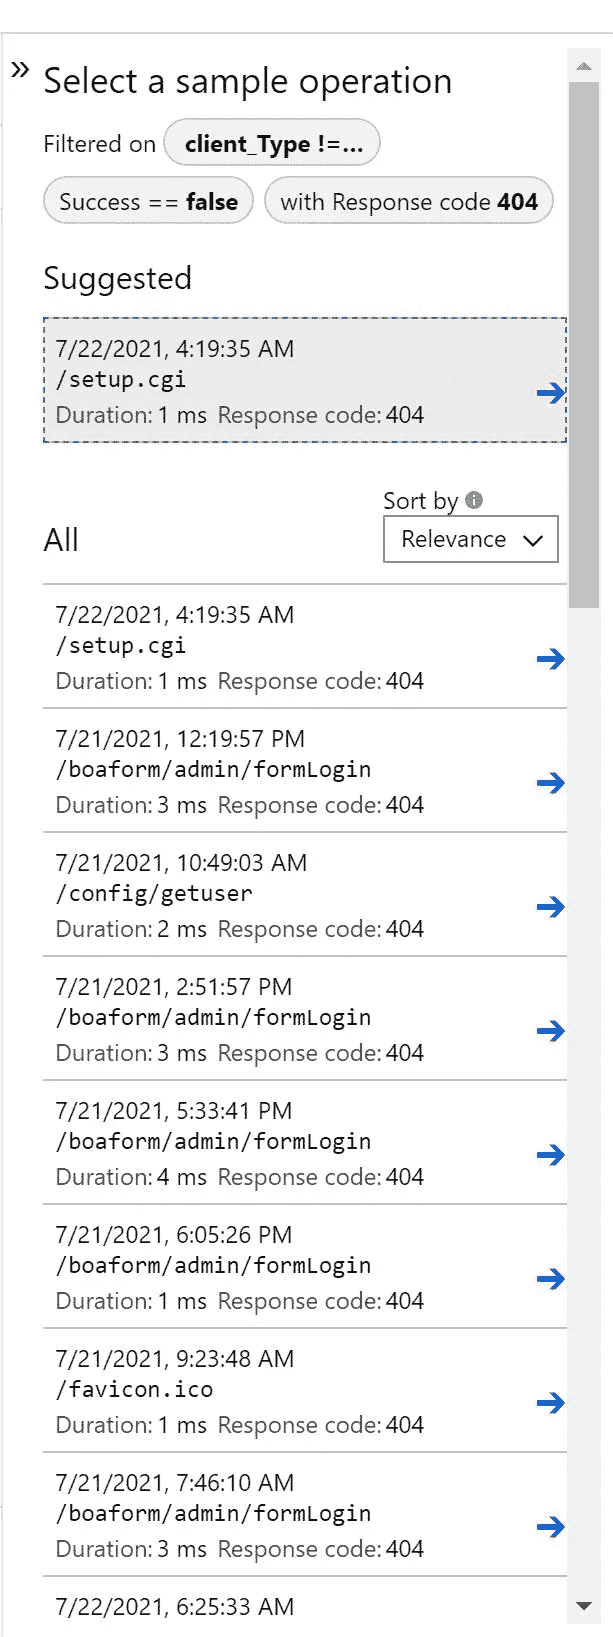 » Select a sample operation
Filtered on client_Type !=...
Success == false with Response code 404
Suggested
7/22/2021, 4:19:35 AM
/setup.cgi
Duration: 1 ms Response code: 404
Sort by
All Relevance
7/22/2021, 4:19:35 AM
/setup.cgi
Duration: 1 ms Response code: 404
7/21/2021, 12:19:57 PM
/boaform/admin/formLogin
Duration: 3 ms Response code: 404
7/21/2021, 10:49:03 AM
/config/getuser
Duration: 2 ms Response code: 404
7/21/2021, 2:51:57 PM
/boaform/admin/formLogin
Duration: 3 ms Response code: 404
7/21/2021, 5:33:41 PM
/boaform/admin/formLogin
Duration: 4 ms Response code: 404
7/21/2021, 6:05:26 PM
/boaform/admin/formLogin
Duration: 1 ms Response code: 404
7/21/2021, 9:23:48 AM
/favicon.ico
Duration: 1 ms Response code: 404
7/21/2021, 7:46:10 AM
/boaform/admin/formLogin
Duration: 3 ms Response code: 404
7/22/2021, 6:25:33 AM